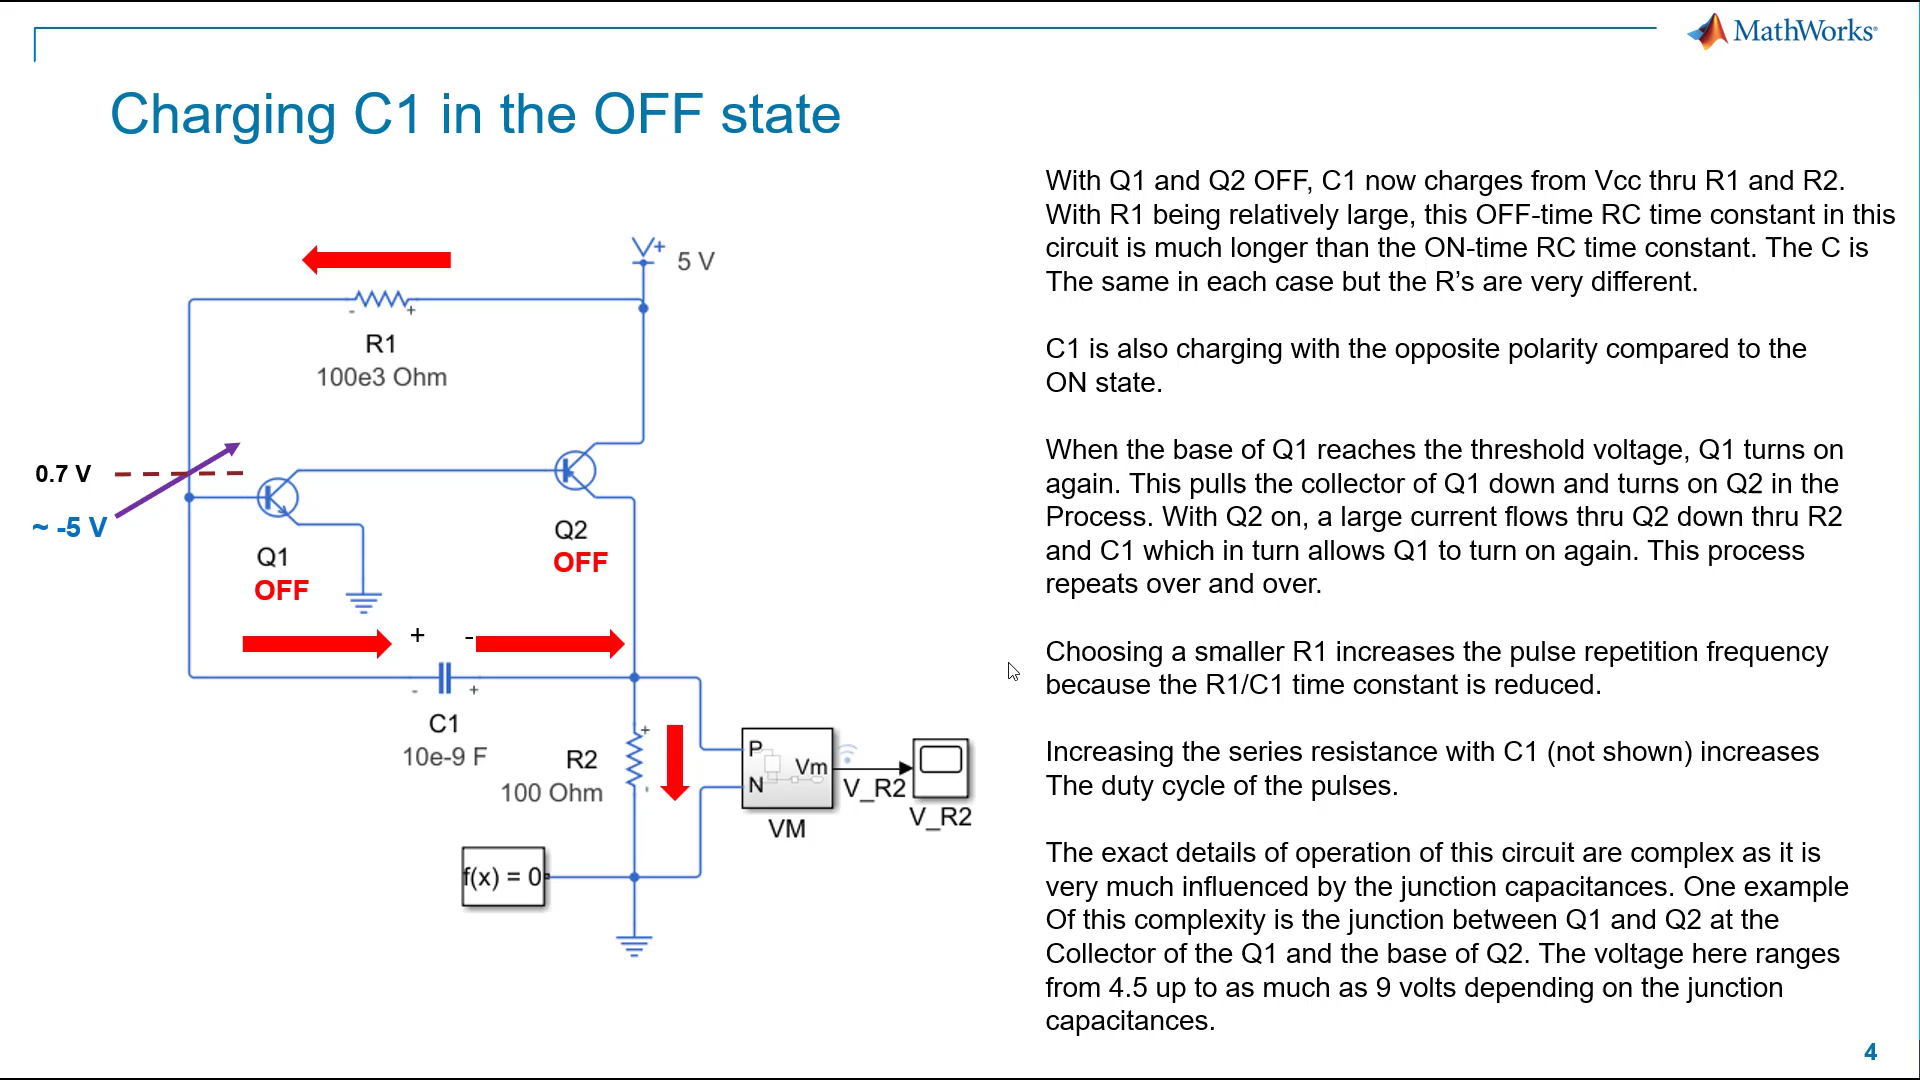 MathWorks®
Charging C1 in the OFF state
With Q1 and Q2 OFF, C1 now charges from Vcc thru R1 and R2.
With R1 being relatively large, this OFF-time RC time constant in this
circuit is much longer than the ON-time RC time constant. The C is
The same in each case but the R’s are very different.
C1 is also charging with the opposite polarity compared to the
ON state.
When the base of Q1 reaches the threshold voltage, Q1 turns on
again. This pulls the collector of Q1 down and turns on Q2 in the
Process. With Q2 on, a large current flows thru Q2 down thru R2
and C1 which in turn allows Q1 to turn on again. This process
repeats over and over.
Choosing a smaller R1 increases the pulse repetition frequency
because the R1/C1 time constant is reduced.
Increasing the series resistance with C1 (not shown) increases
The duty cycle of the pulses.
The exact details of operation of this circuit are complex as it is
very much influenced by the junction capacitances. One example
Of this complexity is the junction between Q1 and Q2 at the
Collector of the Q1 and the base of Q2. The voltage here ranges
from 4.5 up to as much as 9 volts depending on the junction
capacitances.
V+
5 V
- +
R1
100e3 Ohm
0.7 V
~ -5 V
Q1
OFF
Q2
OFF
+ -
- +
C1
10e-9 F
+
R2
100 Ohm
-
P
N
Vm
VM
V_R2
V_R2
f(x) = 0
4